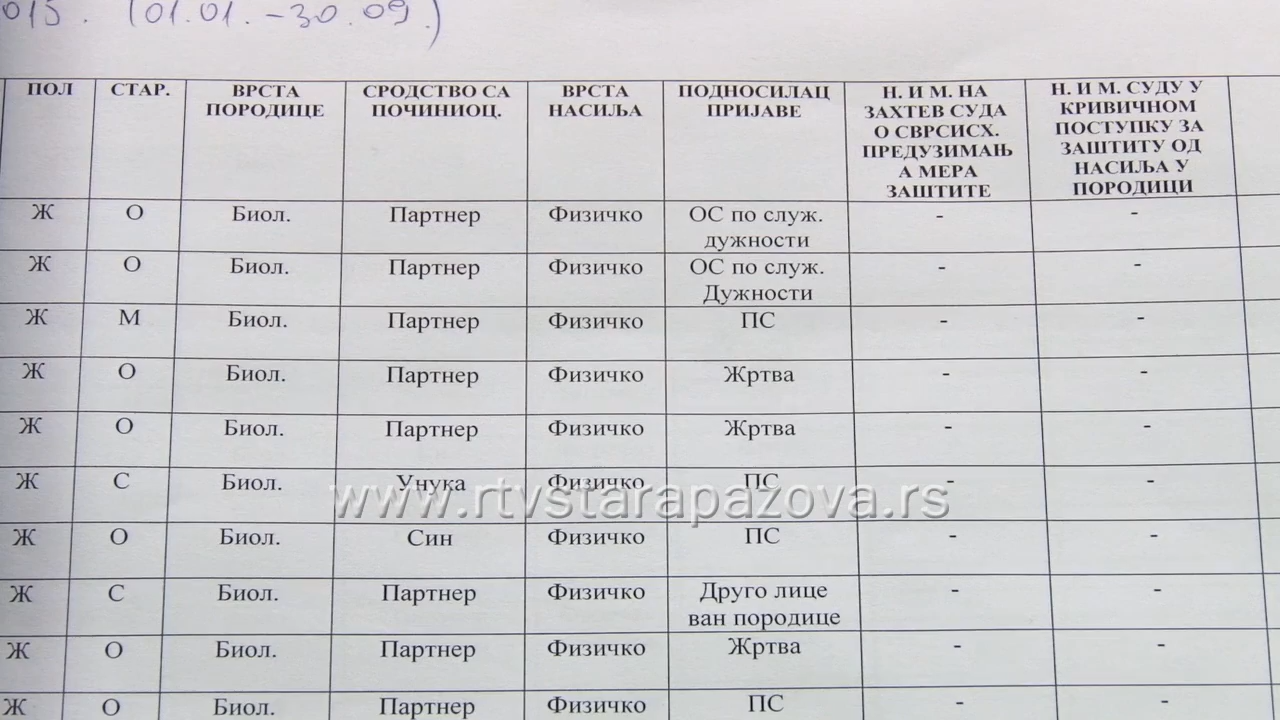 015. (01.01.-30.09.)
ПОЛ СТАР. ВРСТА ПОРОДИЦЕ СРОДСТВО СА ПОЧИНИОЦ. ВРСТА НАСИЉА ПОДНОСИЛАЦ ПРИЈАВЕ Н. И М. НА ЗАХТЕВ СУДА О СВРСИСХ. ПРЕДУЗИМАЊ А МЕРА ЗАШТИТЕ Н. И М. СУДУ У КРИВИЧНОМ ПОСТУПКУ ЗА ЗАШТИТУ ОД НАСИЉА У ПОРОДИЦИ
Ж О Биол. Партнер Физичко ОС по служ. дужности - -
Ж О Биол. Партнер Физичко ОС по служ. Дужности - -
Ж М Биол. Партнер Физичко ПС - -
Ж О Биол. Партнер Физичко Жртва - -
Ж О Биол. Партнер Физичко Жртва - -
Ж С Биол. Унука Физичко ПС - -
www.rtvstarapazova.rs
Ж О Биол. Син Физичко ПС - -
Ж С Биол. Партнер Физичко Друго лице ван породице - -
Ж О Биол. Партнер Физичко Жртва - -
Ж О Биол. Партнер Физичко ПС - -